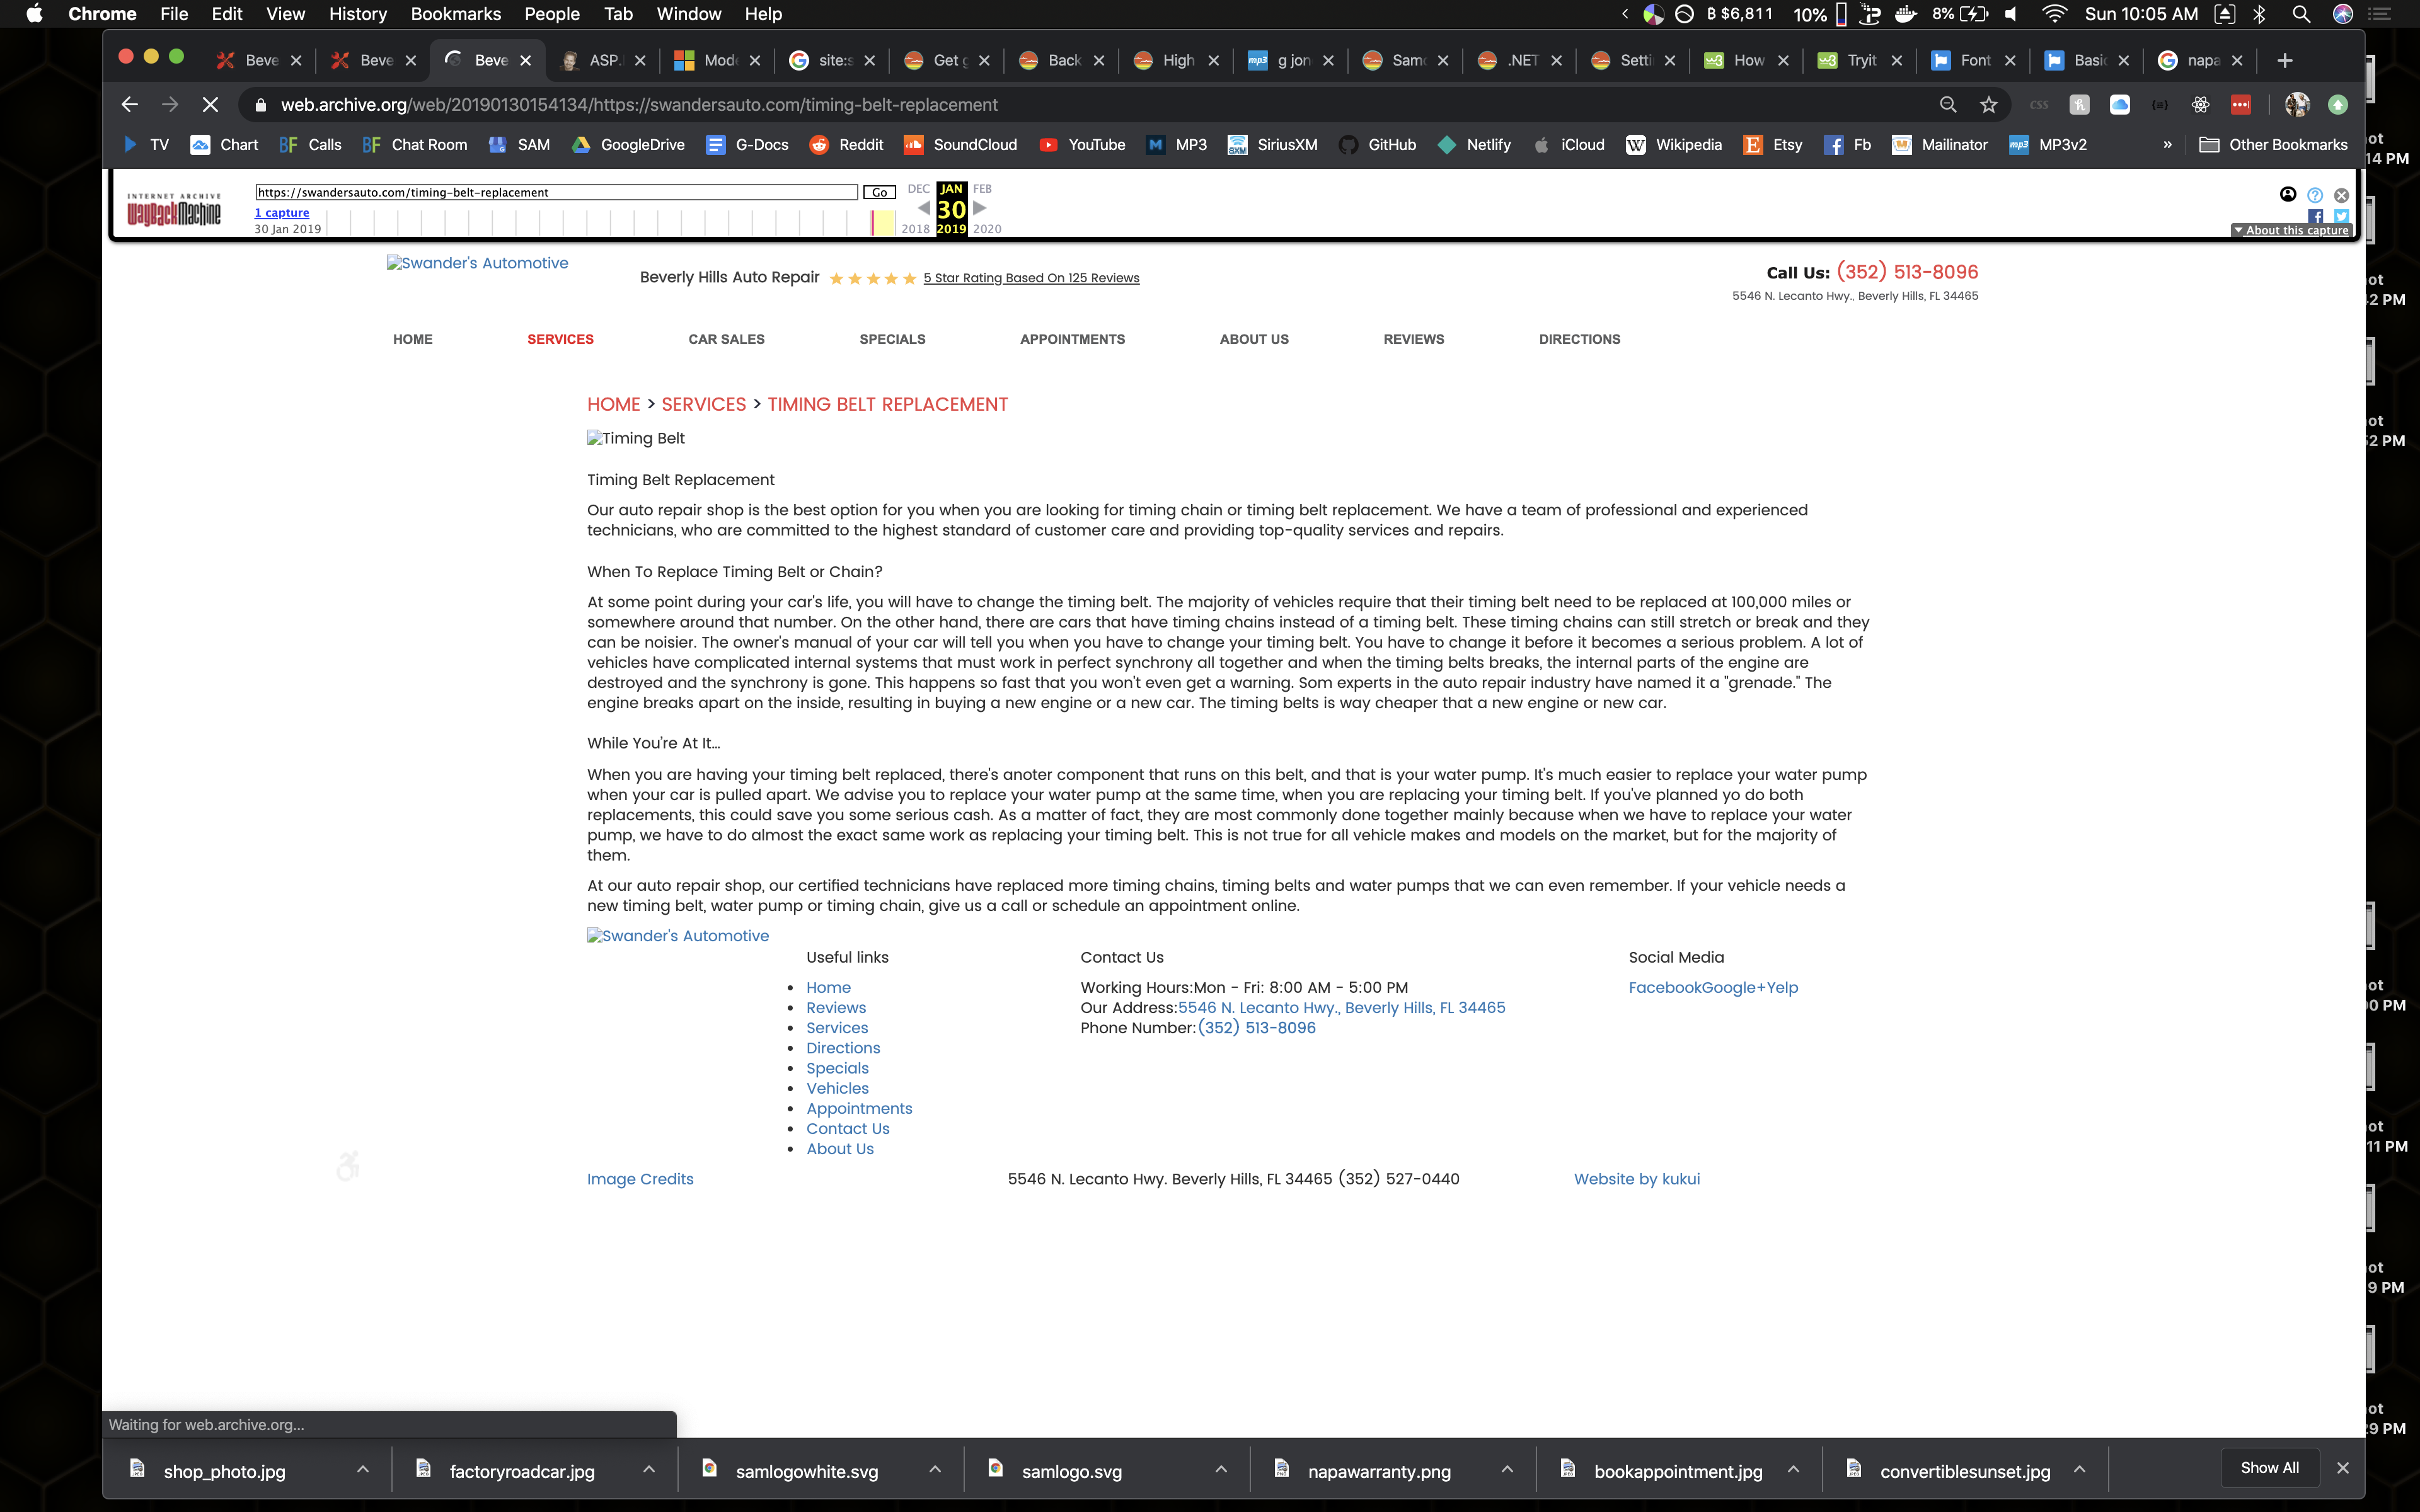 Chrome File Edit View History Bookmarks People Tab Window Help
฿ $6,811 10% 8% Sun 10:05 AM
Beve Beve Beve ASP. Mod site:s Get g Back High g jon Samo .NET Setti How Tryit Font Basic napa
web.archive.org/web/20190130154134/https://swandersauto.com/timing-belt-replacement
TV Chart Calls Chat Room SAM GoogleDrive G-Docs Reddit SoundCloud YouTube MP3 SiriusXM GitHub Netlify iCloud Wikipedia Etsy Fb Mailinator MP3v2 » Other Bookmarks
INTERNET ARCHIVE
WayBackMachine
https://swandersauto.com/timing-belt-replacement Go
DEC JAN FEB
1 capture
30
30 Jan 2019
2018 2019 2020
About this capture
Swander's Automotive
Beverly Hills Auto Repair 5 Star Rating Based On 125 Reviews
Call Us: (352) 513-8096
5546 N. Lecanto Hwy., Beverly Hills, FL 34465
HOME SERVICES CAR SALES SPECIALS APPOINTMENTS ABOUT US REVIEWS DIRECTIONS
HOME > SERVICES > TIMING BELT REPLACEMENT
Timing Belt
Timing Belt Replacement
Our auto repair shop is the best option for you when you are looking for timing chain or timing belt replacement. We have a team of professional and experienced
technicians, who are committed to the highest standard of customer care and providing top-quality services and repairs.
When To Replace Timing Belt or Chain?
At some point during your car's life, you will have to change the timing belt. The majority of vehicles require that their timing belt need to be replaced at 100,000 miles or
somewhere around that number. On the other hand, there are cars that have timing chains instead of a timing belt. These timing chains can still stretch or break and they
can be noisier. The owner's manual of your car will tell you when you have to change your timing belt. You have to change it before it becomes a serious problem. A lot of
vehicles have complicated internal systems that must work in perfect synchrony all together and when the timing belts breaks, the internal parts of the engine are
destroyed and the synchrony is gone. This happens so fast that you won't even get a warning. Som experts in the auto repair industry have named it a "grenade." The
engine breaks apart on the inside, resulting in buying a new engine or a new car. The timing belts is way cheaper that a new engine or new car.
While You're At It...
When you are having your timing belt replaced, there's anoter component that runs on this belt, and that is your water pump. It's much easier to replace your water pump
when your car is pulled apart. We advise you to replace your water pump at the same time, when you are replacing your timing belt. If you've planned yo do both
replacements, this could save you some serious cash. As a matter of fact, they are most commonly done together mainly because when we have to replace your water
pump, we have to do almost the exact same work as replacing your timing belt. This is not true for all vehicle makes and models on the market, but for the majority of
them.
At our auto repair shop, our certified technicians have replaced more timing chains, timing belts and water pumps that we can even remember. If your vehicle needs a
new timing belt, water pump or timing chain, give us a call or schedule an appointment online.
Swander's Automotive
Useful links
Home
Reviews
Services
Directions
Specials
Vehicles
Appointments
Contact Us
About Us
Contact Us
Working Hours:Mon - Fri: 8:00 AM - 5:00 PM
Our Address:5546 N. Lecanto Hwy., Beverly Hills, FL 34465
Phone Number:(352) 513-8096
Social Media
FacebookGoogle+Yelp
Image Credits 5546 N. Lecanto Hwy. Beverly Hills, FL 34465 (352) 527-0440 Website by kukui
Waiting for web.archive.org...
shop_photo.jpg factoryroadcar.jpg samlogowhite.svg samlogo.svg napawarranty.png bookappointment.jpg convertiblesunset.jpg Show All